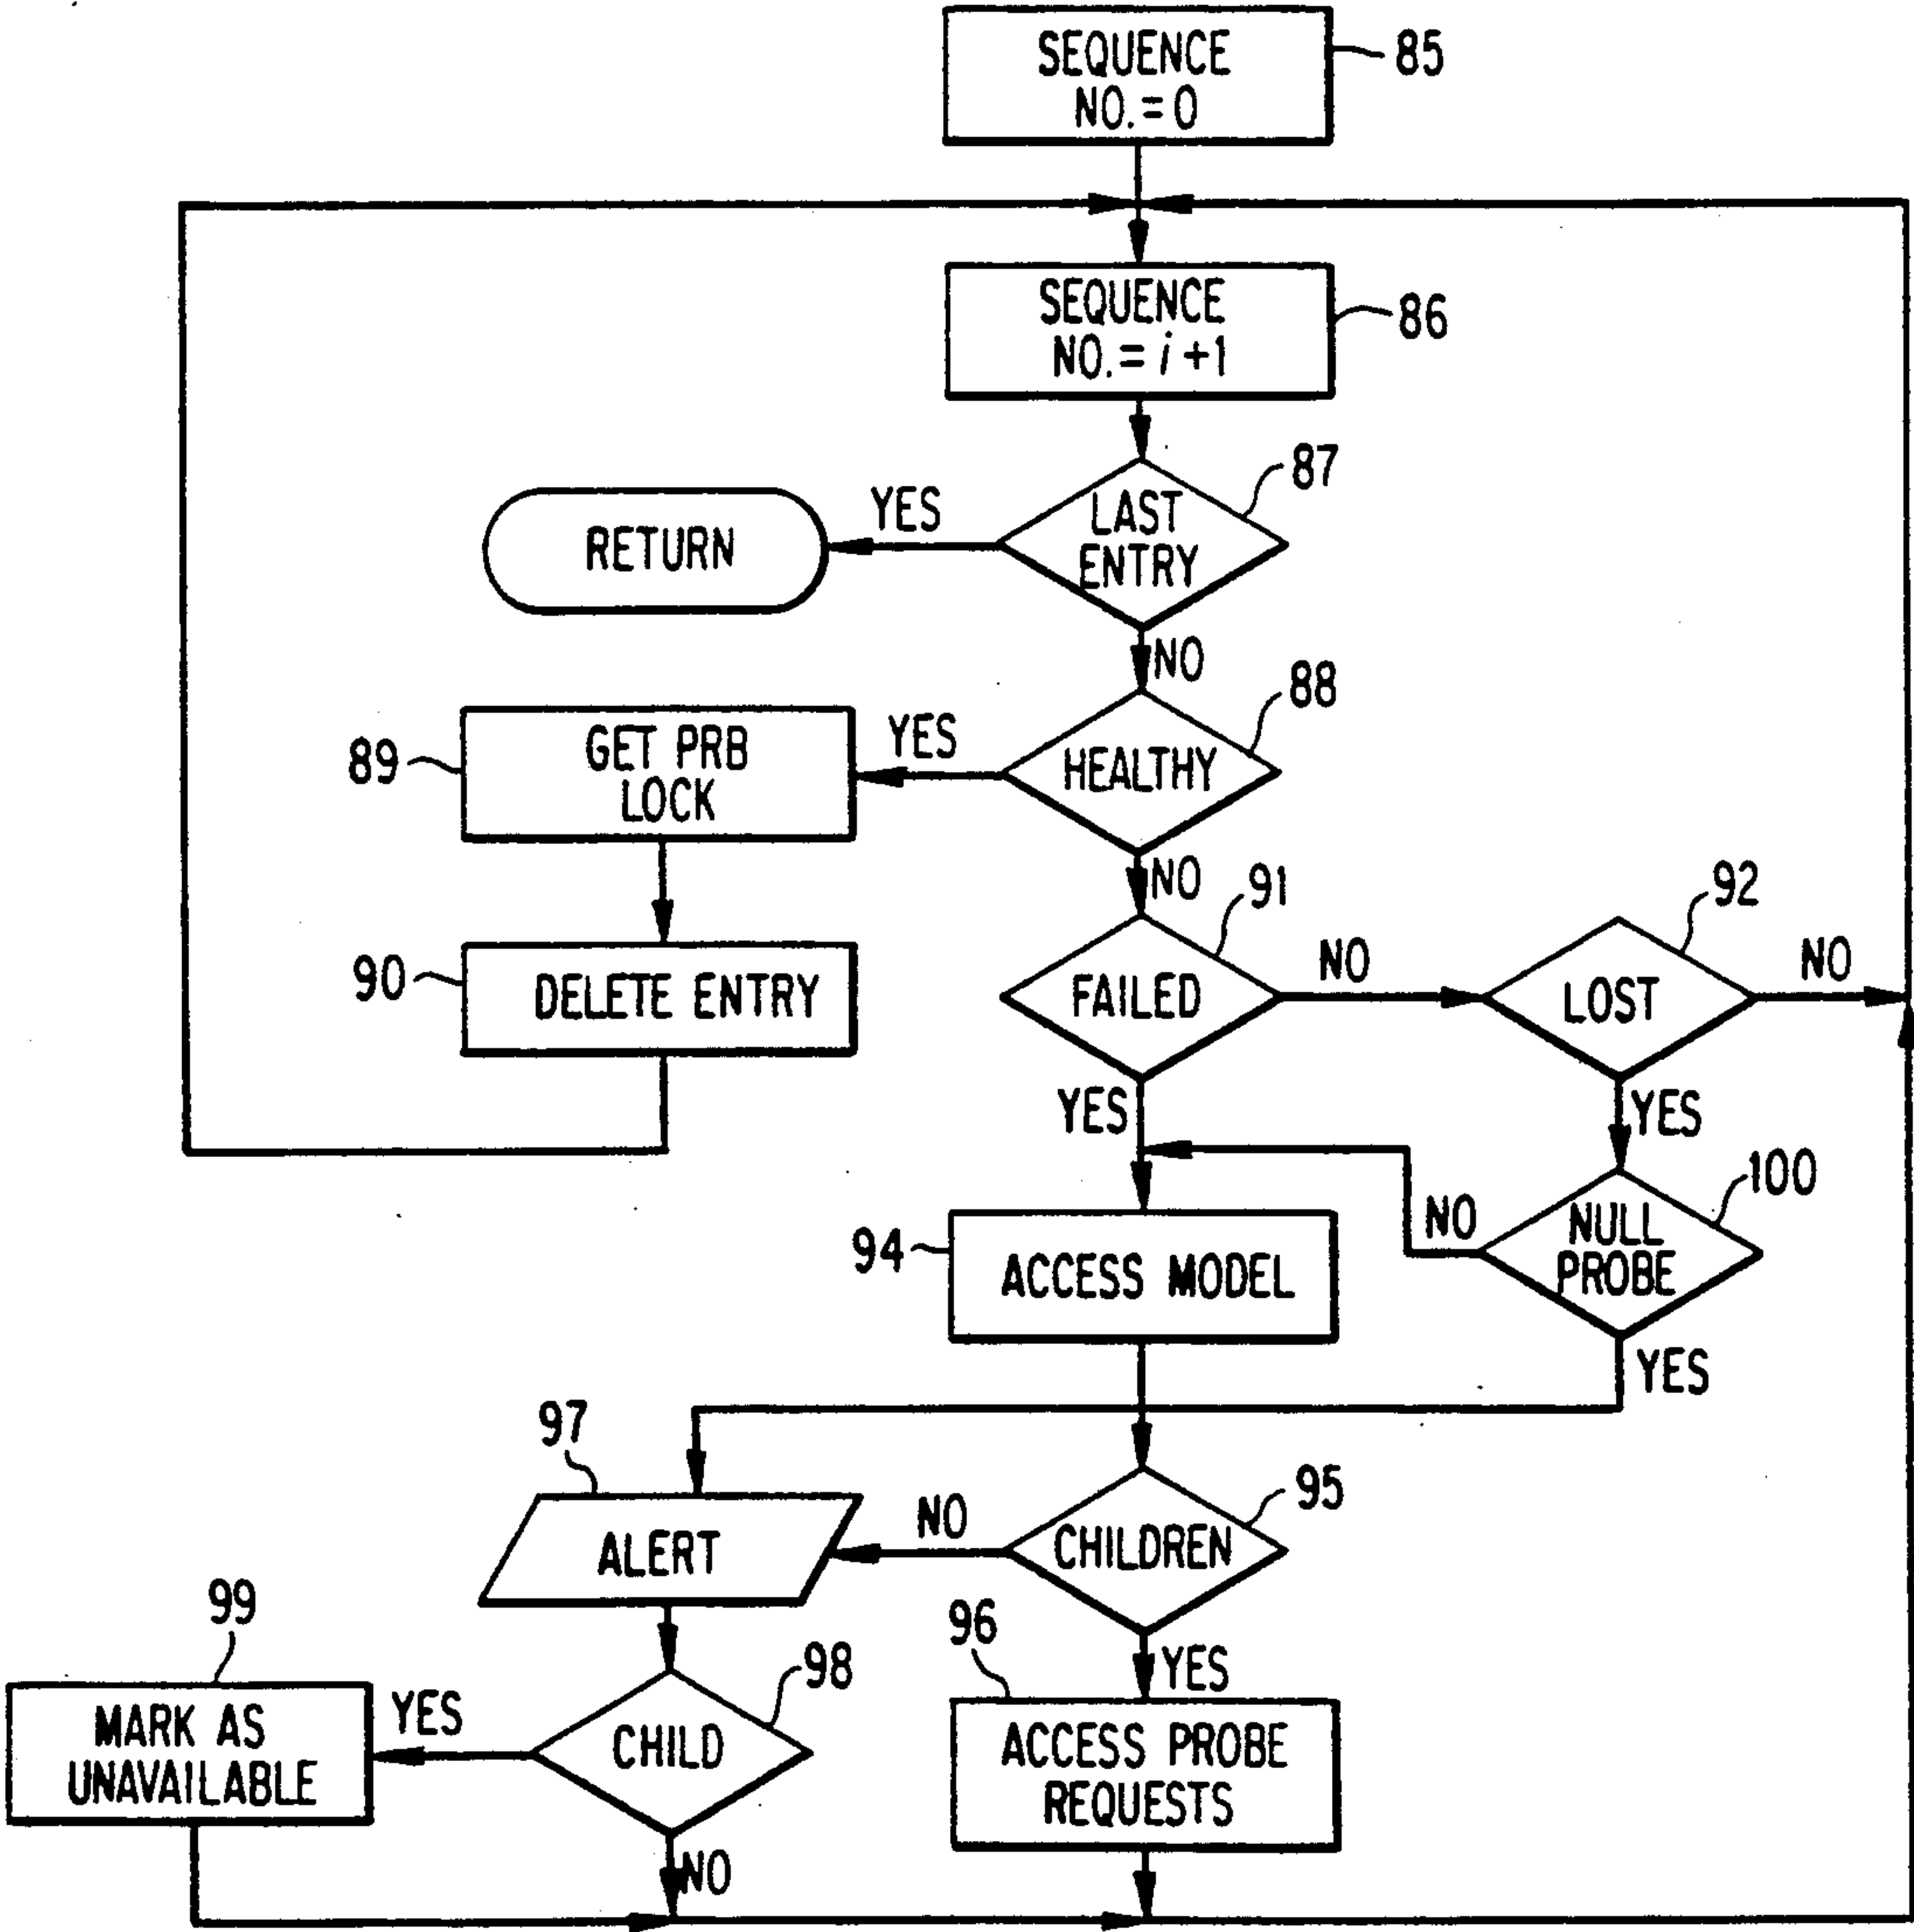 SEQUENCE
NO. = 0
85
SEQUENCE
NO. = i + 1
86
87
LAST
ENTRY
YES
RETURN
NO
88
HEALTHY
YES
GET PRB
LOCK
89
NO
91
92
90
DELETE ENTRY
FAILED
NO
LOST
NO
YES
YES
100
NULL
PROBE
NO
94
ACCESS MODEL
YES
97
95
ALERT
NO
CHILDREN
99
96
YES
98
MARK AS
UNAVAILABLE
YES
CHILD
ACCESS PROBE
REQUESTS
NO